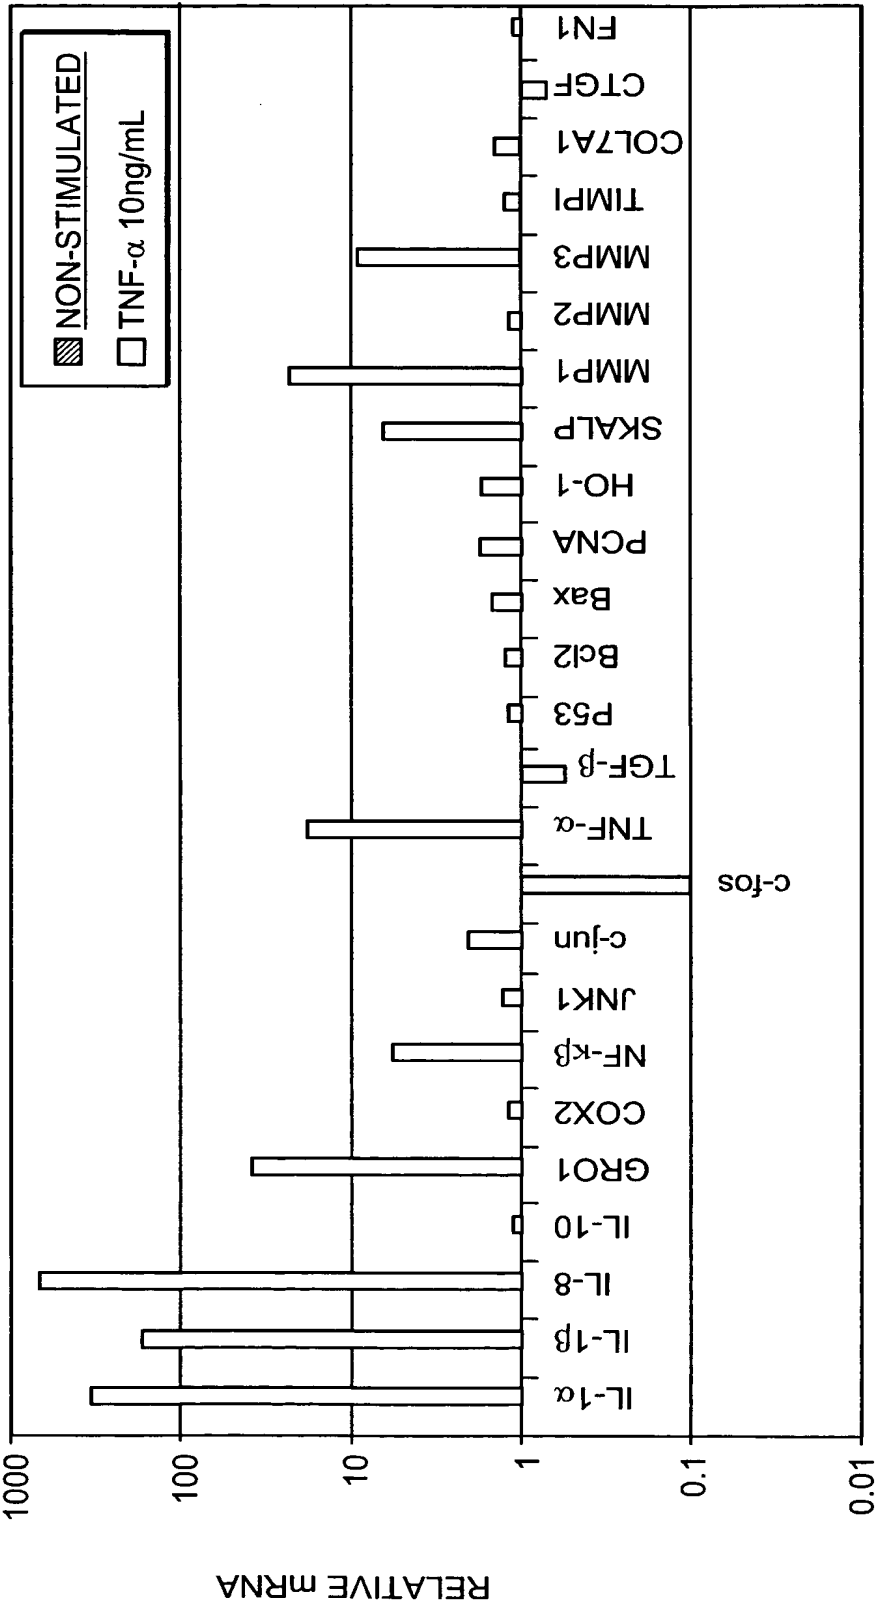 NON-STIMULATED
TNF-α 10ng/mL
RELATIVE mRNA
1000
100
10
1
0.1
0.01
IL-1α
IL-1β
IL-8
IL-10
GRO1
COX2
NF-κβ
JNK1
c-jun
c-fos
TNF-α
TGF-β
P53
Bcl2
Bax
PCNA
HO-1
SKALP
MMP1
MMP2
MMP3
TIMPI
COL7A1
CTGF
FN1